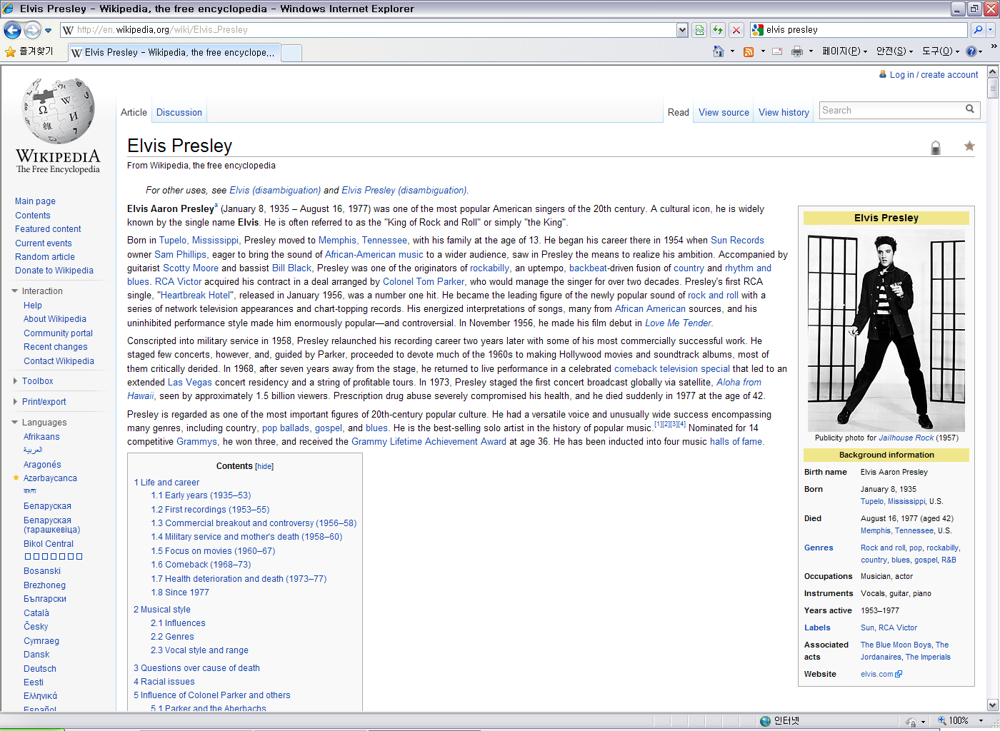 Elvis Presley - Wikipedia, the free encyclopedia - Windows Internet Explorer
http://en.wikipedia.org/wiki/Elvis_Presley
elvis presley
즐겨찾기
Elvis Presley - Wikipedia, the free encyclope...
페이지(P)
안전(S)
도구(O)
»
Log in / create account
Article
Discussion
Read
View source
View history
Search
WIKIPEDIA
The Free Encyclopedia
Main page
Contents
Featured content
Current events
Random article
Donate to Wikipedia
Interaction
Help
About Wikipedia
Community portal
Recent changes
Contact Wikipedia
Toolbox
Print/export
Languages
Afrikaans
العربية
Aragonés
Azərbaycanca
বাংলা
Беларуская
Беларуская
(тарашкевіца)
Bikol Central
Bosanski
Brezhoneg
Български
Català
Česky
Cymraeg
Dansk
Deutsch
Eesti
Ελληνικά
Español
Elvis Presley
From Wikipedia, the free encyclopedia
For other uses, see Elvis (disambiguation) and Elvis Presley (disambiguation).
Elvis Aaron Presleyᵃ (January 8, 1935 – August 16, 1977) was one of the most popular American singers of the 20th century. A cultural icon, he is widely
known by the single name Elvis. He is often referred to as the "King of Rock and Roll" or simply "the King".
Born in Tupelo, Mississippi, Presley moved to Memphis, Tennessee, with his family at the age of 13. He began his career there in 1954 when Sun Records
owner Sam Phillips, eager to bring the sound of African-American music to a wider audience, saw in Presley the means to realize his ambition. Accompanied by
guitarist Scotty Moore and bassist Bill Black, Presley was one of the originators of rockabilly, an uptempo, backbeat-driven fusion of country and rhythm and
blues. RCA Victor acquired his contract in a deal arranged by Colonel Tom Parker, who would manage the singer for over two decades. Presley's first RCA
single, "Heartbreak Hotel", released in January 1956, was a number one hit. He became the leading figure of the newly popular sound of rock and roll with a
series of network television appearances and chart-topping records. His energized interpretations of songs, many from African American sources, and his
uninhibited performance style made him enormously popular—and controversial. In November 1956, he made his film debut in Love Me Tender.
Conscripted into military service in 1958, Presley relaunched his recording career two years later with some of his most commercially successful work. He
staged few concerts, however, and, guided by Parker, proceeded to devote much of the 1960s to making Hollywood movies and soundtrack albums, most of
them critically derided. In 1968, after seven years away from the stage, he returned to live performance in a celebrated comeback television special that led to an
extended Las Vegas concert residency and a string of profitable tours. In 1973, Presley staged the first concert broadcast globally via satellite, Aloha from
Hawaii, seen by approximately 1.5 billion viewers. Prescription drug abuse severely compromised his health, and he died suddenly in 1977 at the age of 42.
Presley is regarded as one of the most important figures of 20th-century popular culture. He had a versatile voice and unusually wide success encompassing
many genres, including country, pop ballads, gospel, and blues. He is the best-selling solo artist in the history of popular music.[1][2][3][4] Nominated for 14
competitive Grammys, he won three, and received the Grammy Lifetime Achievement Award at age 36. He has been inducted into four music halls of fame.
Contents [hide]
1 Life and career
1.1 Early years (1935–53)
1.2 First recordings (1953–55)
1.3 Commercial breakout and controversy (1956–58)
1.4 Military service and mother's death (1958–60)
1.5 Focus on movies (1960–67)
1.6 Comeback (1968–73)
1.7 Health deterioration and death (1973–77)
1.8 Since 1977
2 Musical style
2.1 Influences
2.2 Genres
2.3 Vocal style and range
3 Questions over cause of death
4 Racial issues
5 Influence of Colonel Parker and others
5.1 Parker and the Aberbachs
Elvis Presley
Publicity photo for Jailhouse Rock (1957)
Background information
Birth name Elvis Aaron Presley
Born January 8, 1935
Tupelo, Mississippi, U.S.
Died August 16, 1977 (aged 42)
Memphis, Tennessee, U.S.
Genres Rock and roll, pop, rockabilly,
country, blues, gospel, R&B
Occupations Musician, actor
Instruments Vocals, guitar, piano
Years active 1953–1977
Labels Sun, RCA Victor
Associated The Blue Moon Boys, The
acts Jordanaires, The Imperials
Website elvis.com
인터넷
100%